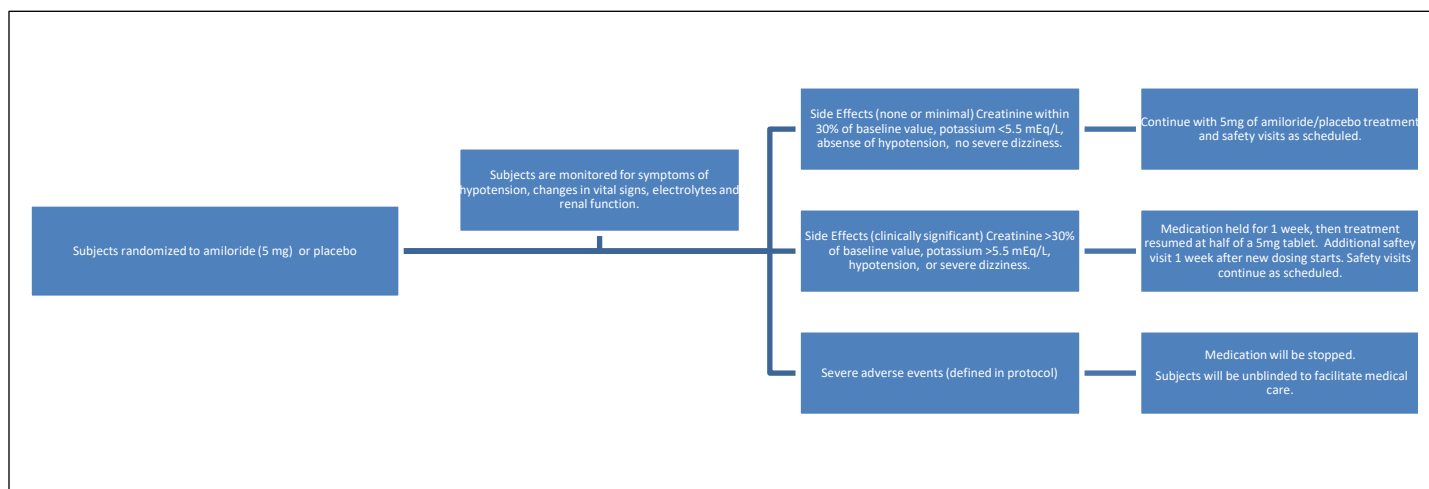 Subjects randomized to amiloride (5 mg)  or placebo
Subjects are monitored for symptoms of
hypotension, changes in vital signs, electrolytes and
renal function.
Side Effects (none or minimal) Creatinine within
30% of baseline value, potassium <5.5 mEq/L,
absense of hypotension,  no severe dizziness.
Continue with 5mg of amiloride/placebo treatment
and safety visits as scheduled.
Side Effects (clinically significant) Creatinine >30%
of baseline value, potassium >5.5 mEq/L,
hypotension,  or severe dizziness.
Medication held for 1 week, then treatment
resumed at half of a 5mg tablet.  Additional saftey
visit 1 week after new dosing starts. Safety visits
continue as scheduled.
Severe adverse events (defined in protocol)
Medication will be stopped.
Subjects will be unblinded to facilitate medical
care.